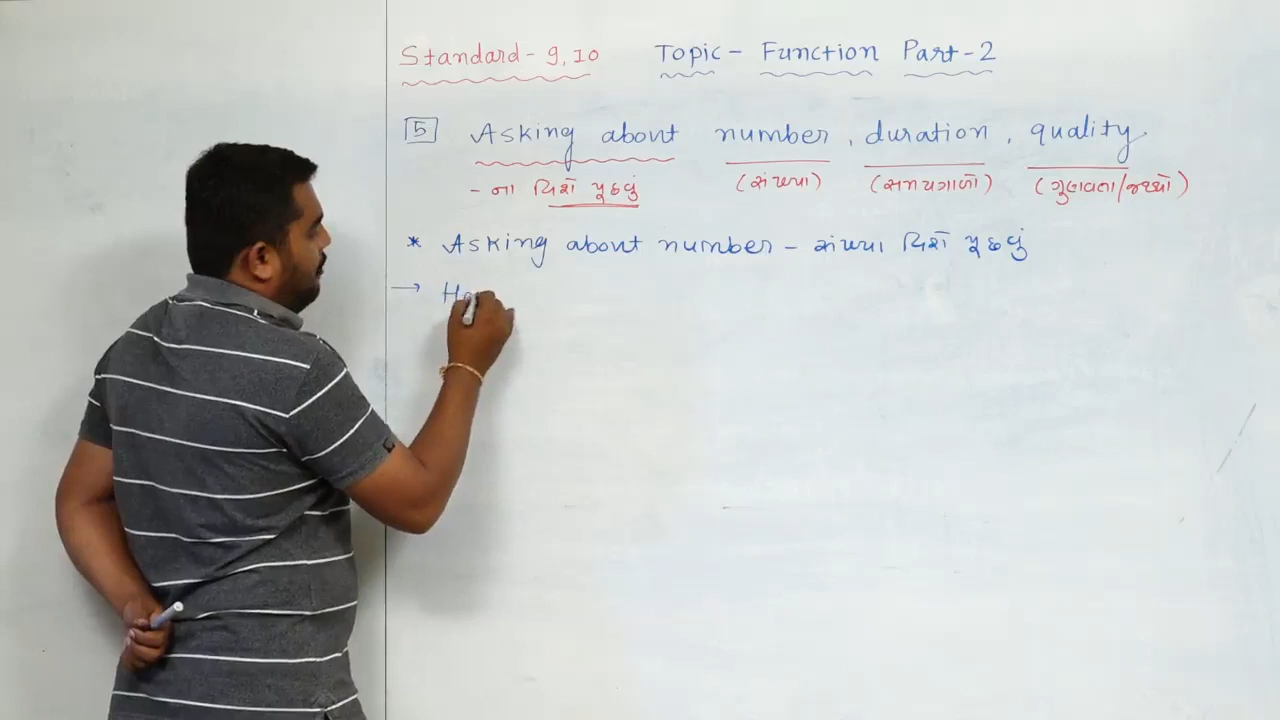 Standard - 9, 10 Topic - Function Part - 2
5 Asking about number, duration, quality
- ના વિશે પૂછવું (સંખ્યા) (સમયગાળો) (ગુણવત્તા/જથ્થો)
* Asking about number - સંખ્યા વિશે પૂછવું
→ Ho